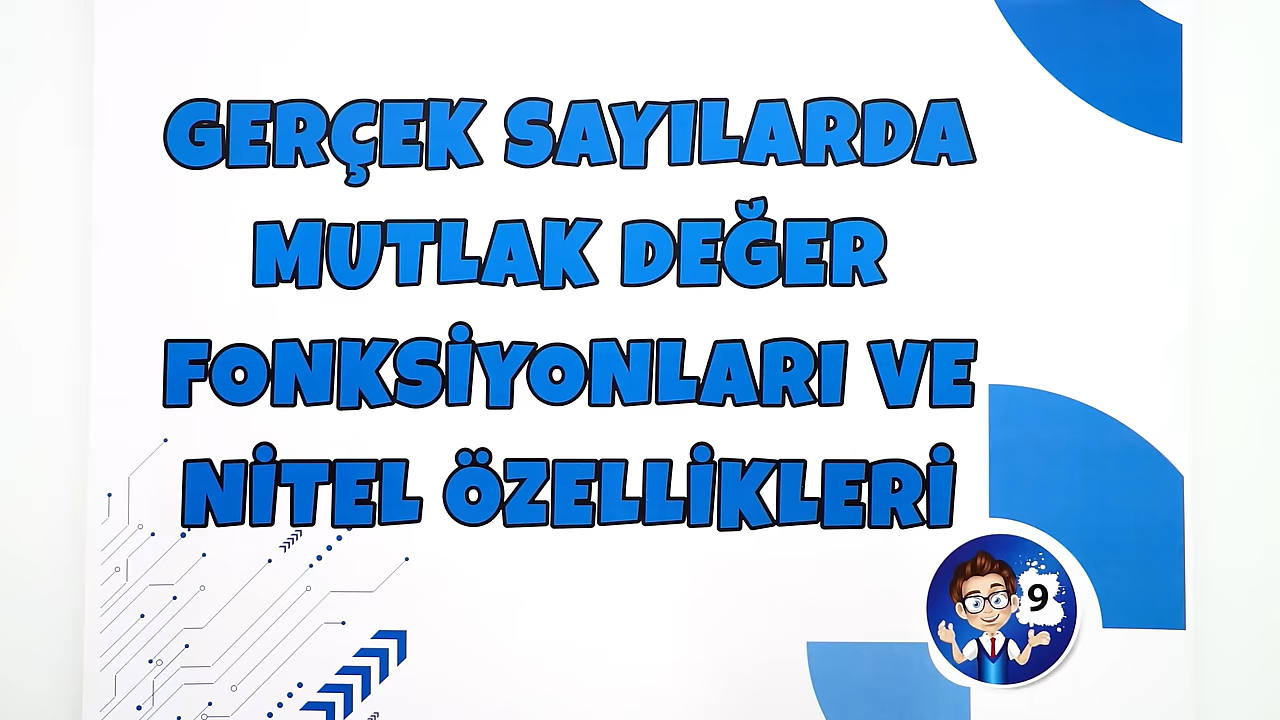 GERÇEK SAYILARDA
MUTLAK DEĞER
FONKSİYONLARI VE
NİTEL ÖZELLİKLERİ
9